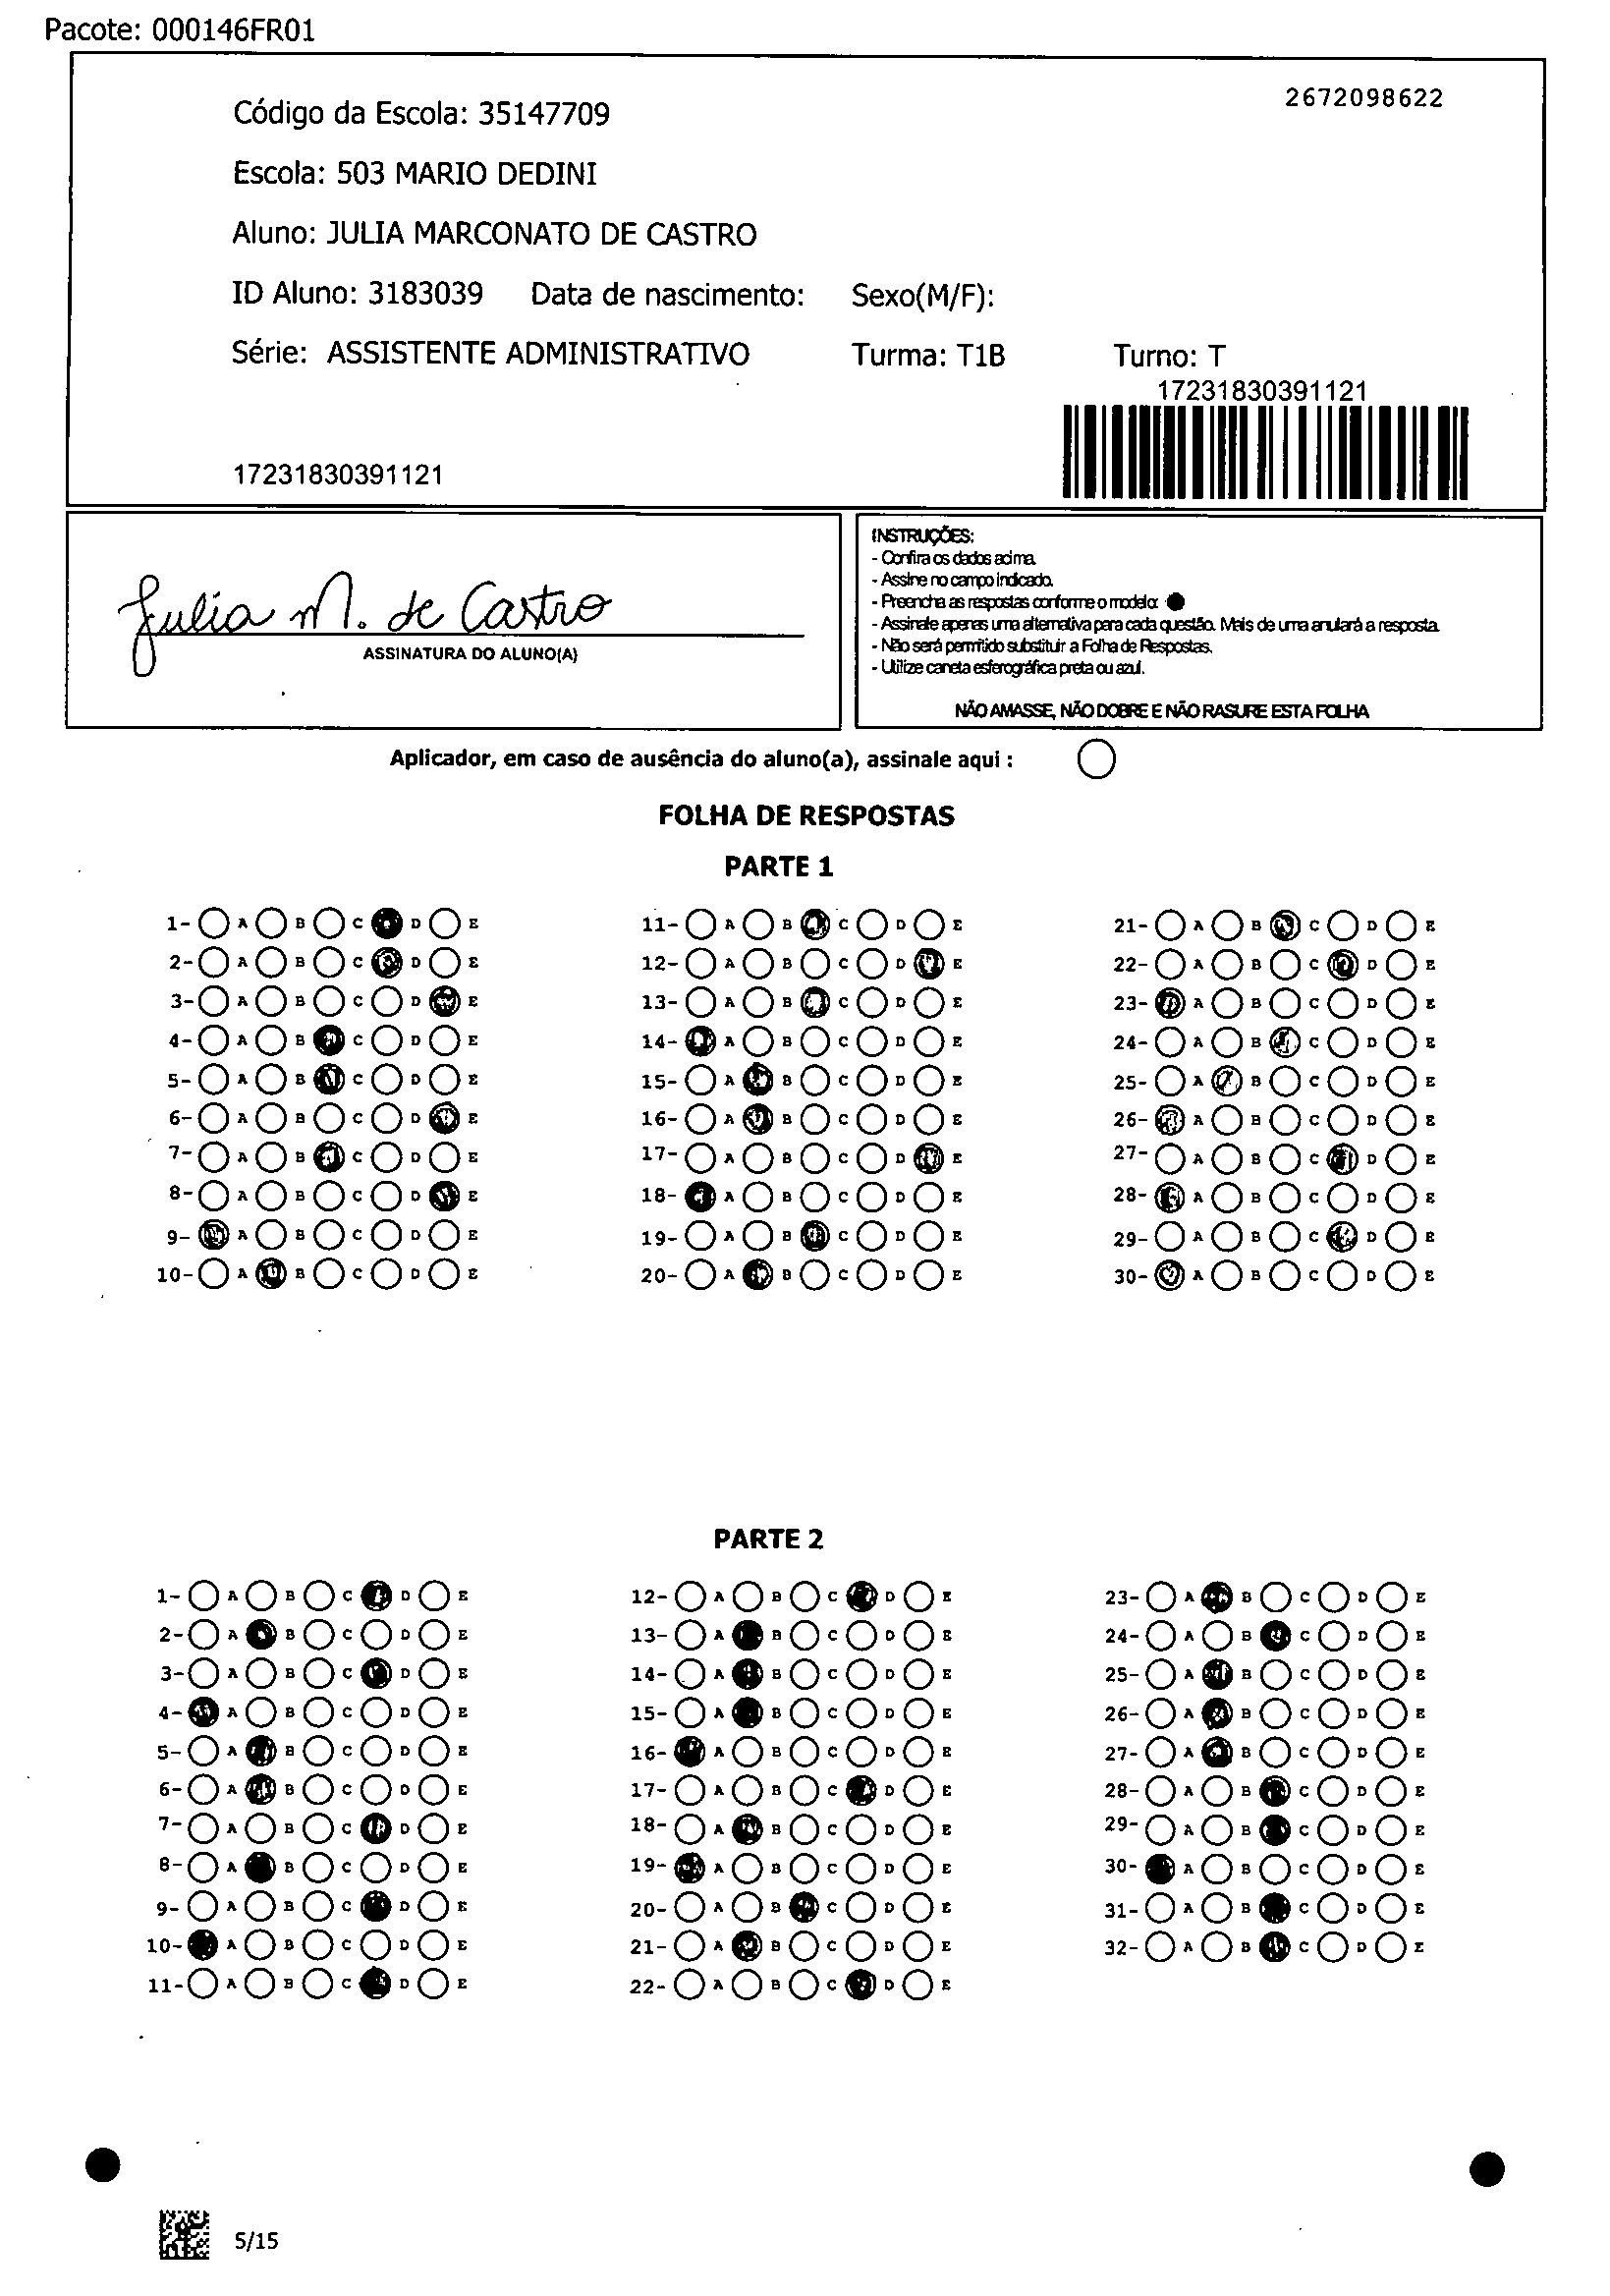 Pacote: 000146FR01
2672098622
Código da Escola: 35147709
Escola: 503 MARIO DEDINI
Aluno: JULIA MARCONATO DE CASTRO
ID Aluno: 3183039 Data de nascimento: Sexo(M/F):
Série: ASSISTENTE ADMINISTRATIVO Turma: T1B Turno: T
17231830391121
17231830391121
Julia M. de Castro
ASSINATURA DO ALUNO(A)
INSTRUÇÕES:
- Confira os dados acima.
- Assine no campo indicado.
- Preencha as respostas conforme o modelo:
- Assinale apenas uma alternativa para cada questão. Mais de uma anulará a resposta.
- Não será permitido substituir a Folha de Respostas.
- Utilize caneta esferográfica preta ou azul.
NÃO AMASSE, NÃO DOBRE E NÃO RASURE ESTA FOLHA
Aplicador, em caso de ausência do aluno(a), assinale aqui :
FOLHA DE RESPOSTAS
PARTE 1
1- A B C D E
2- A B C D E
3- A B C D E
4- A B C D E
5- A B C D E
6- A B C D E
7- A B C D E
8- A B C D E
9- A B C D E
10- A B C D E
11- A B C D E
12- A B C D E
13- A B C D E
14- A B C D E
15- A B C D E
16- A B C D E
17- A B C D E
18- A B C D E
19- A B C D E
20- A B C D E
21- A B C D E
22- A B C D E
23- A B C D E
24- A B C D E
25- A B C D E
26- A B C D E
27- A B C D E
28- A B C D E
29- A B C D E
30- A B C D E
PARTE 2
1- A B C D E
2- A B C D E
3- A B C D E
4- A B C D E
5- A B C D E
6- A B C D E
7- A B C D E
8- A B C D E
9- A B C D E
10- A B C D E
11- A B C D E
12- A B C D E
13- A B C D E
14- A B C D E
15- A B C D E
16- A B C D E
17- A B C D E
18- A B C D E
19- A B C D E
20- A B C D E
21- A B C D E
22- A B C D E
23- A B C D E
24- A B C D E
25- A B C D E
26- A B C D E
27- A B C D E
28- A B C D E
29- A B C D E
30- A B C D E
31- A B C D E
32- A B C D E
5/15